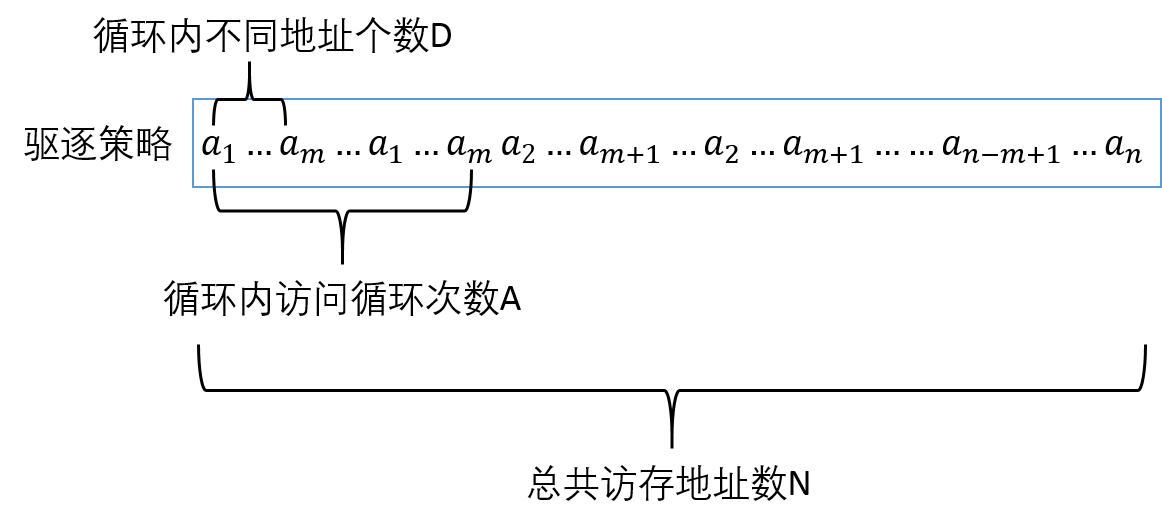 循环内不同地址个数D
驱逐策略 a₁ … aₘ … a₁ … aₘ a₂ … aₘ₊₁ … a₂ … aₘ₊₁ … … aₙ₋ₘ₊₁ … aₙ
循环内访问循环次数A
总共访存地址数N